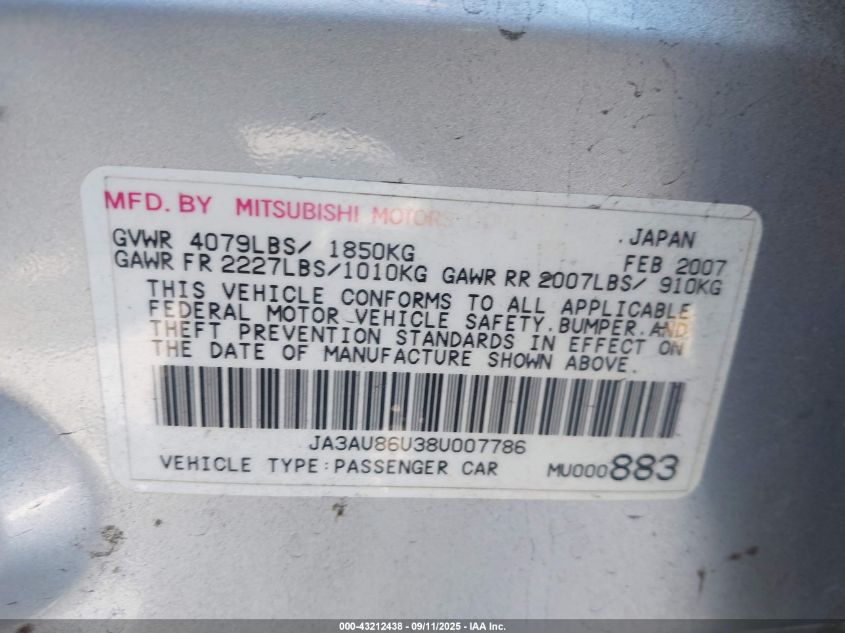 MFD. BY MITSUBISHI MOTORS
. JAPAN
GVWR 4079LBS/ 1850KG FEB 2007
GAWR FR 2227LBS/1010KG GAWR RR 2007LBS/ 910KG
THIS VEHICLE CONFORMS TO ALL APPLICABLE
FEDERAL MOTOR VEHICLE SAFETY, BUMPER, AND
THEFT PREVENTION STANDARDS IN EFFECT ON
THE DATE OF MANUFACTURE SHOWN ABOVE.
JA3AU86U38U007786
VEHICLE TYPE:PASSENGER CAR MU000883
000-43212438 - 09/11/2025 - IAA Inc.